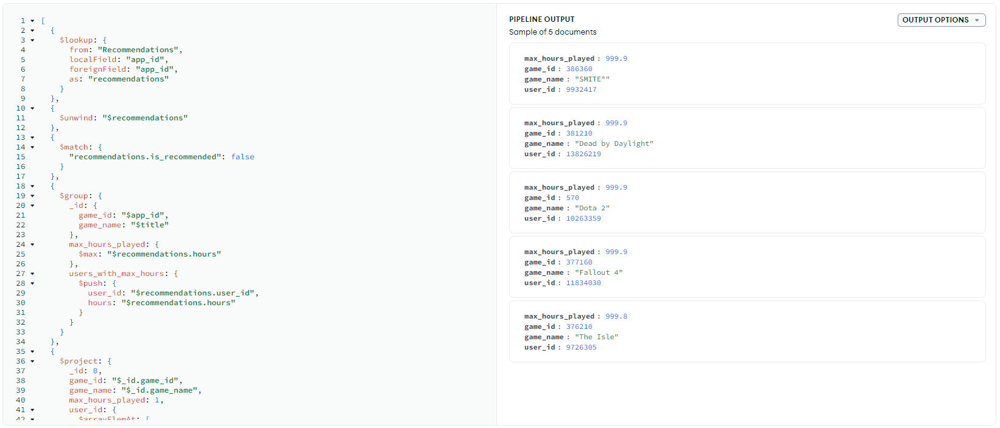 1 [
2 {
3 $lookup: {
4 from: "Recommendations",
5 localField: "app_id",
6 foreignField: "app_id",
7 as: "recommendations"
8 }
9 },
10 {
11 $unwind: "$recommendations"
12 },
13 {
14 $match: {
15 "recommendations.is_recommended": false
16 }
17 },
18 {
19 $group: {
20 _id: {
21 game_id: "$app_id",
22 game_name: "$title"
23 },
24 max_hours_played: {
25 $max: "$recommendations.hours"
26 },
27 users_with_max_hours: {
28 $push: {
29 user_id: "$recommendations.user_id",
30 hours: "$recommendations.hours"
31 }
32 }
33 }
34 },
35 {
36 $project: {
37 _id: 0,
38 game_id: "$_id.game_id",
39 game_name: "$_id.game_name",
40 max_hours_played: 1,
41 user_id: {
42 $arrayElemAt: [
PIPELINE OUTPUT
OUTPUT OPTIONS
Sample of 5 documents
max_hours_played : 999.9
game_id : 386360
game_name : "SMITE®"
user_id : 9932417
max_hours_played : 999.9
game_id : 381210
game_name : "Dead by Daylight"
user_id : 13826219
max_hours_played : 999.9
game_id : 570
game_name : "Dota 2"
user_id : 10263359
max_hours_played : 999.9
game_id : 377160
game_name : "Fallout 4"
user_id : 11834030
max_hours_played : 999.8
game_id : 376210
game_name : "The Isle"
user_id : 9726305